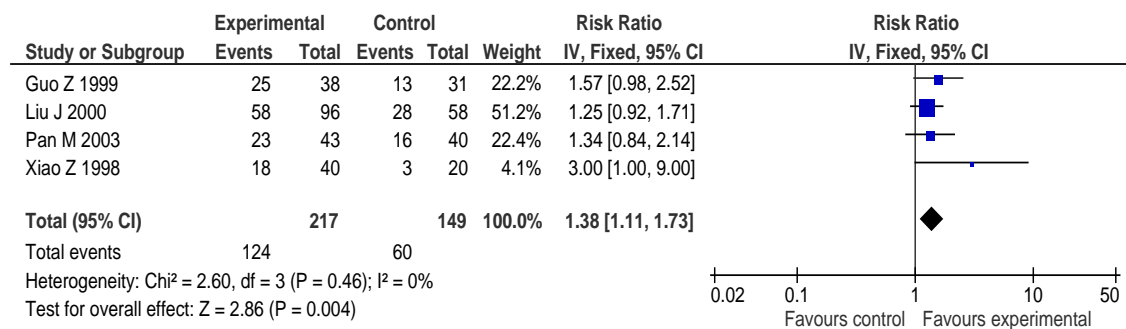 Experimental Control Risk Ratio Risk Ratio
Study or Subgroup Events Total Events Total Weight IV, Fixed, 95% CI IV, Fixed, 95% CI
Guo Z 1999 25 38 13 31 22.2% 1.57 [0.98, 2.52]
Liu J 2000 58 96 28 58 51.2% 1.25 [0.92, 1.71]
Pan M 2003 23 43 16 40 22.4% 1.34 [0.84, 2.14]
Xiao Z 1998 18 40 3 20 4.1% 3.00 [1.00, 9.00]
Total (95% CI) 217 149 100.0% 1.38 [1.11, 1.73]
Total events 124 60
Heterogeneity: Chi² = 2.60, df = 3 (P = 0.46); I² = 0%
Test for overall effect: Z = 2.86 (P = 0.004)
0.02 0.1 1 10 50
Favours control Favours experimental